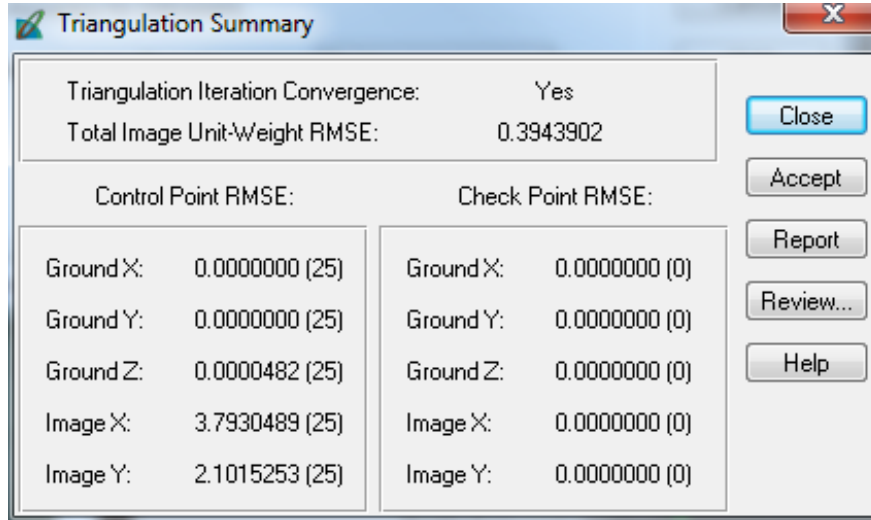 Triangulation Summary
Triangulation Iteration Convergence: Yes
Total Image Unit-Weight RMSE: 0.3943902
Control Point RMSE:
Ground X: 0.0000000 (25)
Ground Y: 0.0000000 (25)
Ground Z: 0.0000482 (25)
Image X: 3.7930489 (25)
Image Y: 2.1015253 (25)
Check Point RMSE:
Ground X: 0.0000000 (0)
Ground Y: 0.0000000 (0)
Ground Z: 0.0000000 (0)
Image X: 0.0000000 (0)
Image Y: 0.0000000 (0)
Close
Accept
Report
Review...
Help